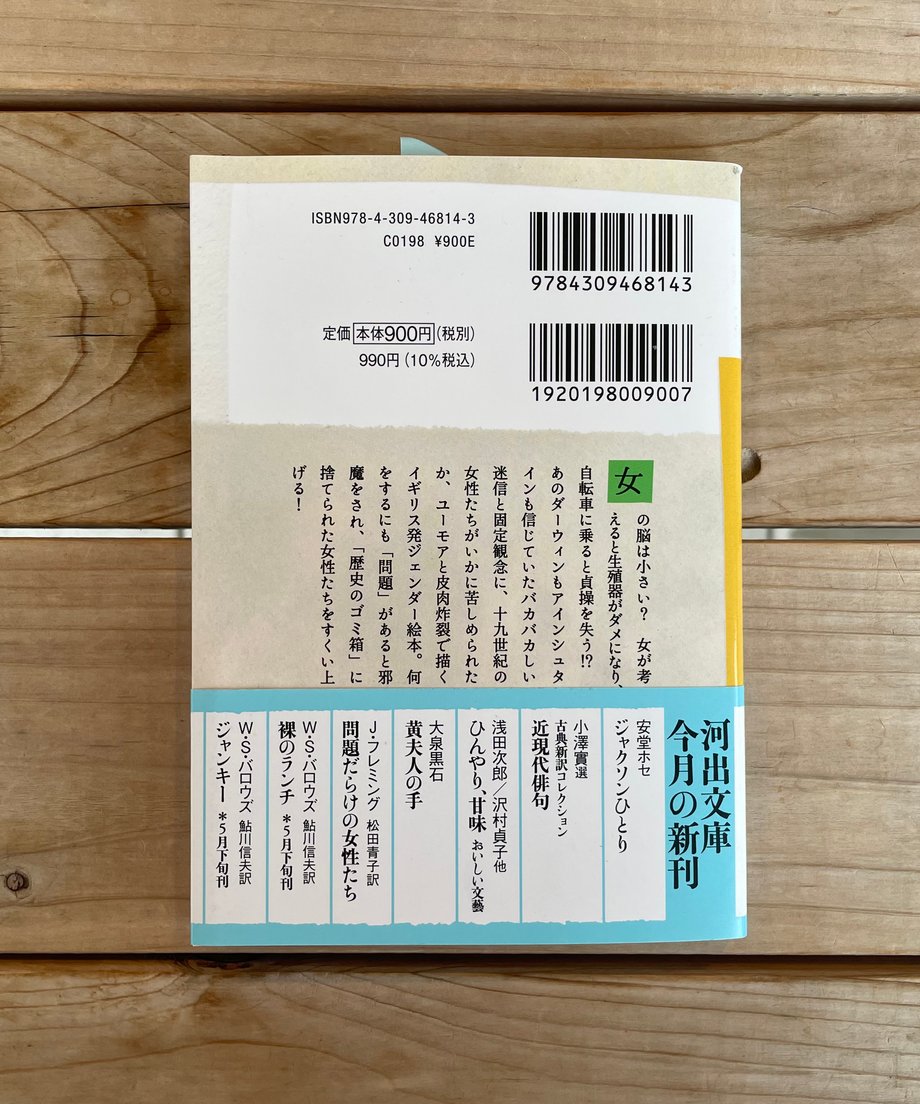 ISBN978-4-309-46814-3
C0198 ¥900E
9784309468143
定価 本体900円(税別)
990円(10%税込)
1920198009007
女の脳は小さい? 女が考
えると生殖器がダメになり、
自転車に乗ると貞操を失う!?
あのダーウィンもアインシュタ
インも信じていたバカバカしい
迷信と固定観念に、十九世紀の
女性たちがいかに苦しめられた
か、ユーモアと皮肉炸裂で描く
イギリス発ジェンダー絵本。何
をするにも「問題」があると邪
魔をされ、「歴史のゴミ箱」に
捨てられた女性たちをすくい上
げる!
河出文庫
今月の新刊
安堂ホセ
ジャクソンひとり
小澤實選
古典新訳コレクション
近現代俳句
浅田次郎/沢村貞子他
ひんやり、甘味 おいしい文藝
大泉黒石
黄夫人の手
J・フレミング 松田青子訳
問題だらけの女性たち
W・S・バロウズ 鮎川信夫訳
裸のランチ *5月下旬刊
W・S・バロウズ 鮎川信夫訳
ジャンキー *5月下旬刊